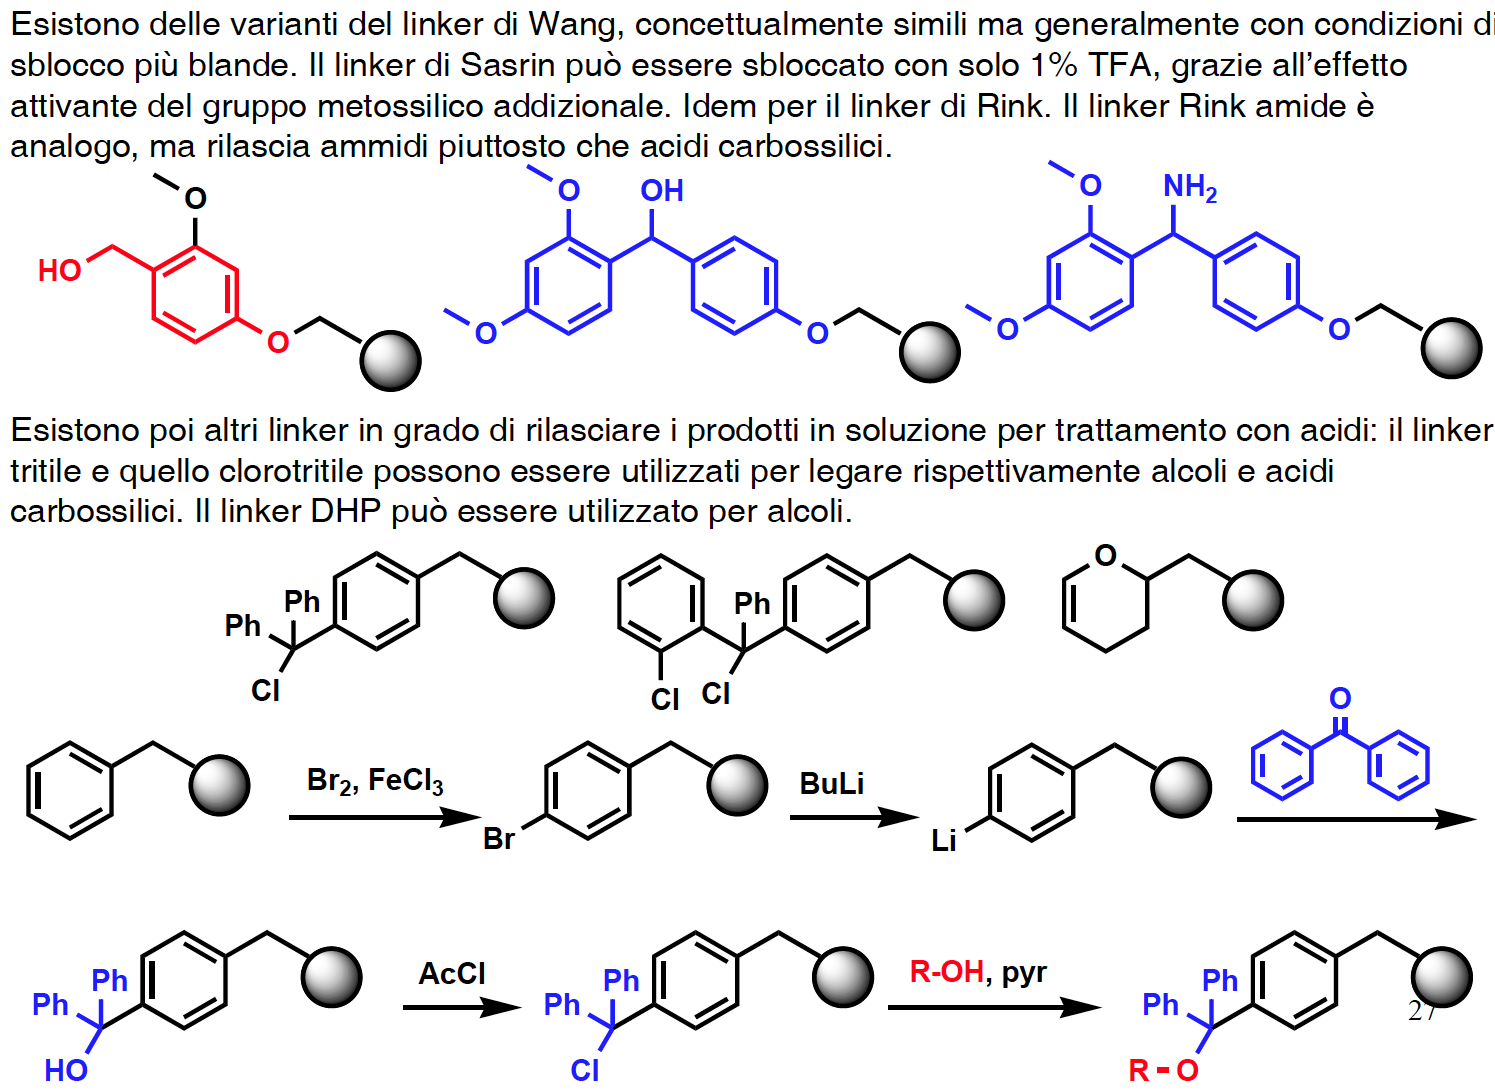 Esistono delle varianti del linker di Wang, concettualmente simili ma generalmente con condizioni di
sblocco più blande. Il linker di Sasrin può essere sbloccato con solo 1% TFA, grazie all'effetto
attivante del gruppo metossilico addizionale. Idem per il linker di Rink. Il linker Rink amide è
analogo, ma rilascia ammidi piuttosto che acidi carbossilici.
O
HO
O
O
OH
O
O
O
NH2
O
O
Esistono poi altri linker in grado di rilasciare i prodotti in soluzione per trattamento con acidi: il linker
tritile e quello clorotritile possono essere utilizzati per legare rispettivamente alcoli e acidi
carbossilici. Il linker DHP può essere utilizzato per alcoli.
Ph
Ph
Cl
Ph
Cl
Cl
O
Br2, FeCl3
Br
BuLi
Li
O
Ph
Ph
HO
AcCl
Ph
Ph
Cl
R-OH, pyr
Ph
Ph
R-O
27